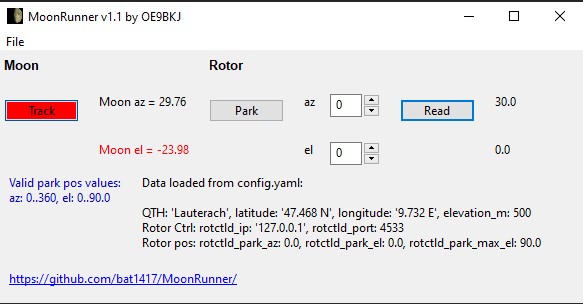 MoonRunner v1.1 by OE9BKJ
File
Moon
Rotor
Track
Moon az = 29.76
Park
az
0
Read
30.0
Moon el = -23.98
el
0
0.0
Valid park pos values:
az: 0..360, el: 0..90.0
Data loaded from config.yaml:
QTH: 'Lauterach', latitude: '47.468 N', longitude: '9.732 E', elevation_m: 500
Rotor Ctrl: rotctld_ip: '127.0.0.1', rotctld_port: 4533
Rotor pos: rotctld_park_az: 0.0, rotctld_park_el: 0.0, rotctld_park_max_el: 90.0
https://github.com/bat1417/MoonRunner/